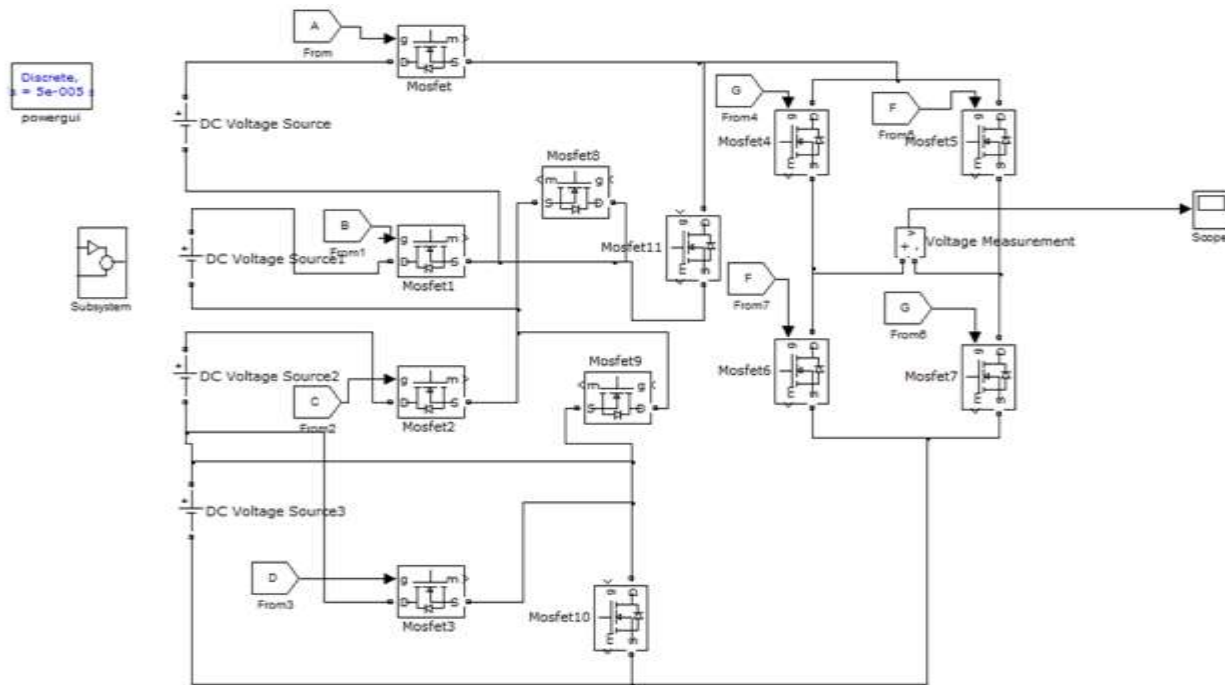 A
From
g
m
D
S
Mosfet
Discrete,
s = 5e-005 s
powergui
DC Voltage Source
G
From4
g
D
m
s
Mosfet4
F
From5
g
D
m
s
Mosfet5
Mosfet8
m
g
S
D
B
From1
g
m
D
S
Mosfet1
Mosfet11
g
D
m
s
DC Voltage Source1
Subsystem
v
+
-
Voltage Measurement
Scope
F
From7
g
D
m
s
Mosfet6
G
From6
g
D
m
s
Mosfet7
DC Voltage Source2
C
From2
g
m
D
S
Mosfet2
Mosfet9
m
g
S
D
DC Voltage Source3
D
From3
g
m
D
S
Mosfet3
Mosfet10
g
D
m
s